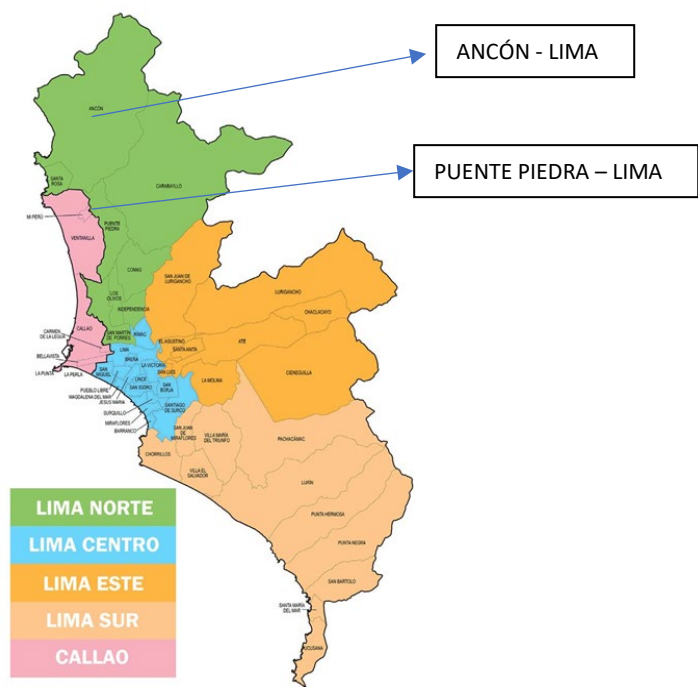 ANCÓN - LIMA
PUENTE PIEDRA – LIMA
ANCÓN
SANTA
ROSA
CARABAYLLO
MI PERÚ
VENTANILLA
PUENTE
PIEDRA
COMAS
SAN JUAN DE
LURIGANCHO
LURIGANCHO
LOS
OLIVOS
CHACLACAYO
INDEPENDENCIA
CALLAO
SAN MARTÍN
DE PORRES
RÍMAC
CARMEN
DE LA LEGUA
LIMA
EL AGUSTINO
ATE
SANTA ANITA
BREÑA
BELLAVISTA
LA VICTORIA
SAN LUIS
CIENEGUILLA
LA PUNTA
LA PERLA
SAN
MIGUEL
LINCE
LA MOLINA
SAN ISIDRO
SAN
BORJA
PUEBLO LIBRE
MAGDALENA DEL MAR
JESUS MARIA
SANTIAGO
DE SURCO
SURQUILLO
MIRAFLORES
BARRANCO
SAN JUAN
DE
MIRAFLORES
VILLA MARÍA
DEL TRIUNFO
PACHACÁMAC
CHORRILLOS
VILLA EL
SALVADOR
LURÍN
PUNTA HERMOSA
PUNTA NEGRA
SAN BARTOLO
SANTA MARÍA
DEL MAR
PUCUSANA
LIMA NORTE
LIMA CENTRO
LIMA ESTE
LIMA SUR
CALLAO